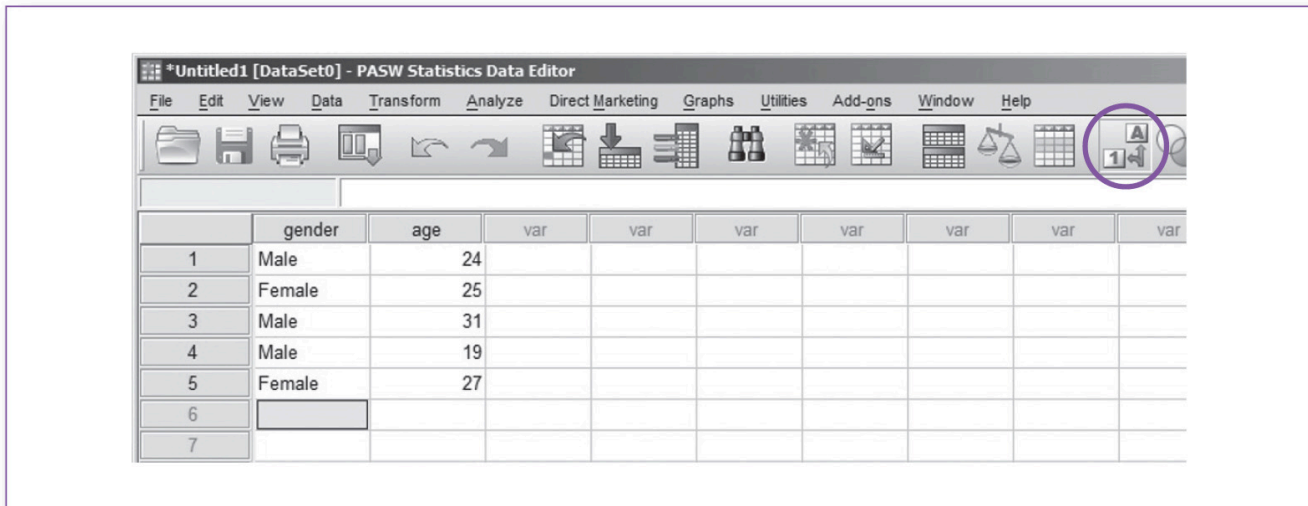 *Untitled1 [DataSet0] - PASW Statistics Data Editor
File Edit View Data Transform Analyze Direct Marketing Graphs Utilities Add-ons Window Help
A
1
gender age var var var var var var var
1 Male 24
2 Female 25
3 Male 31
4 Male 19
5 Female 27
6
7